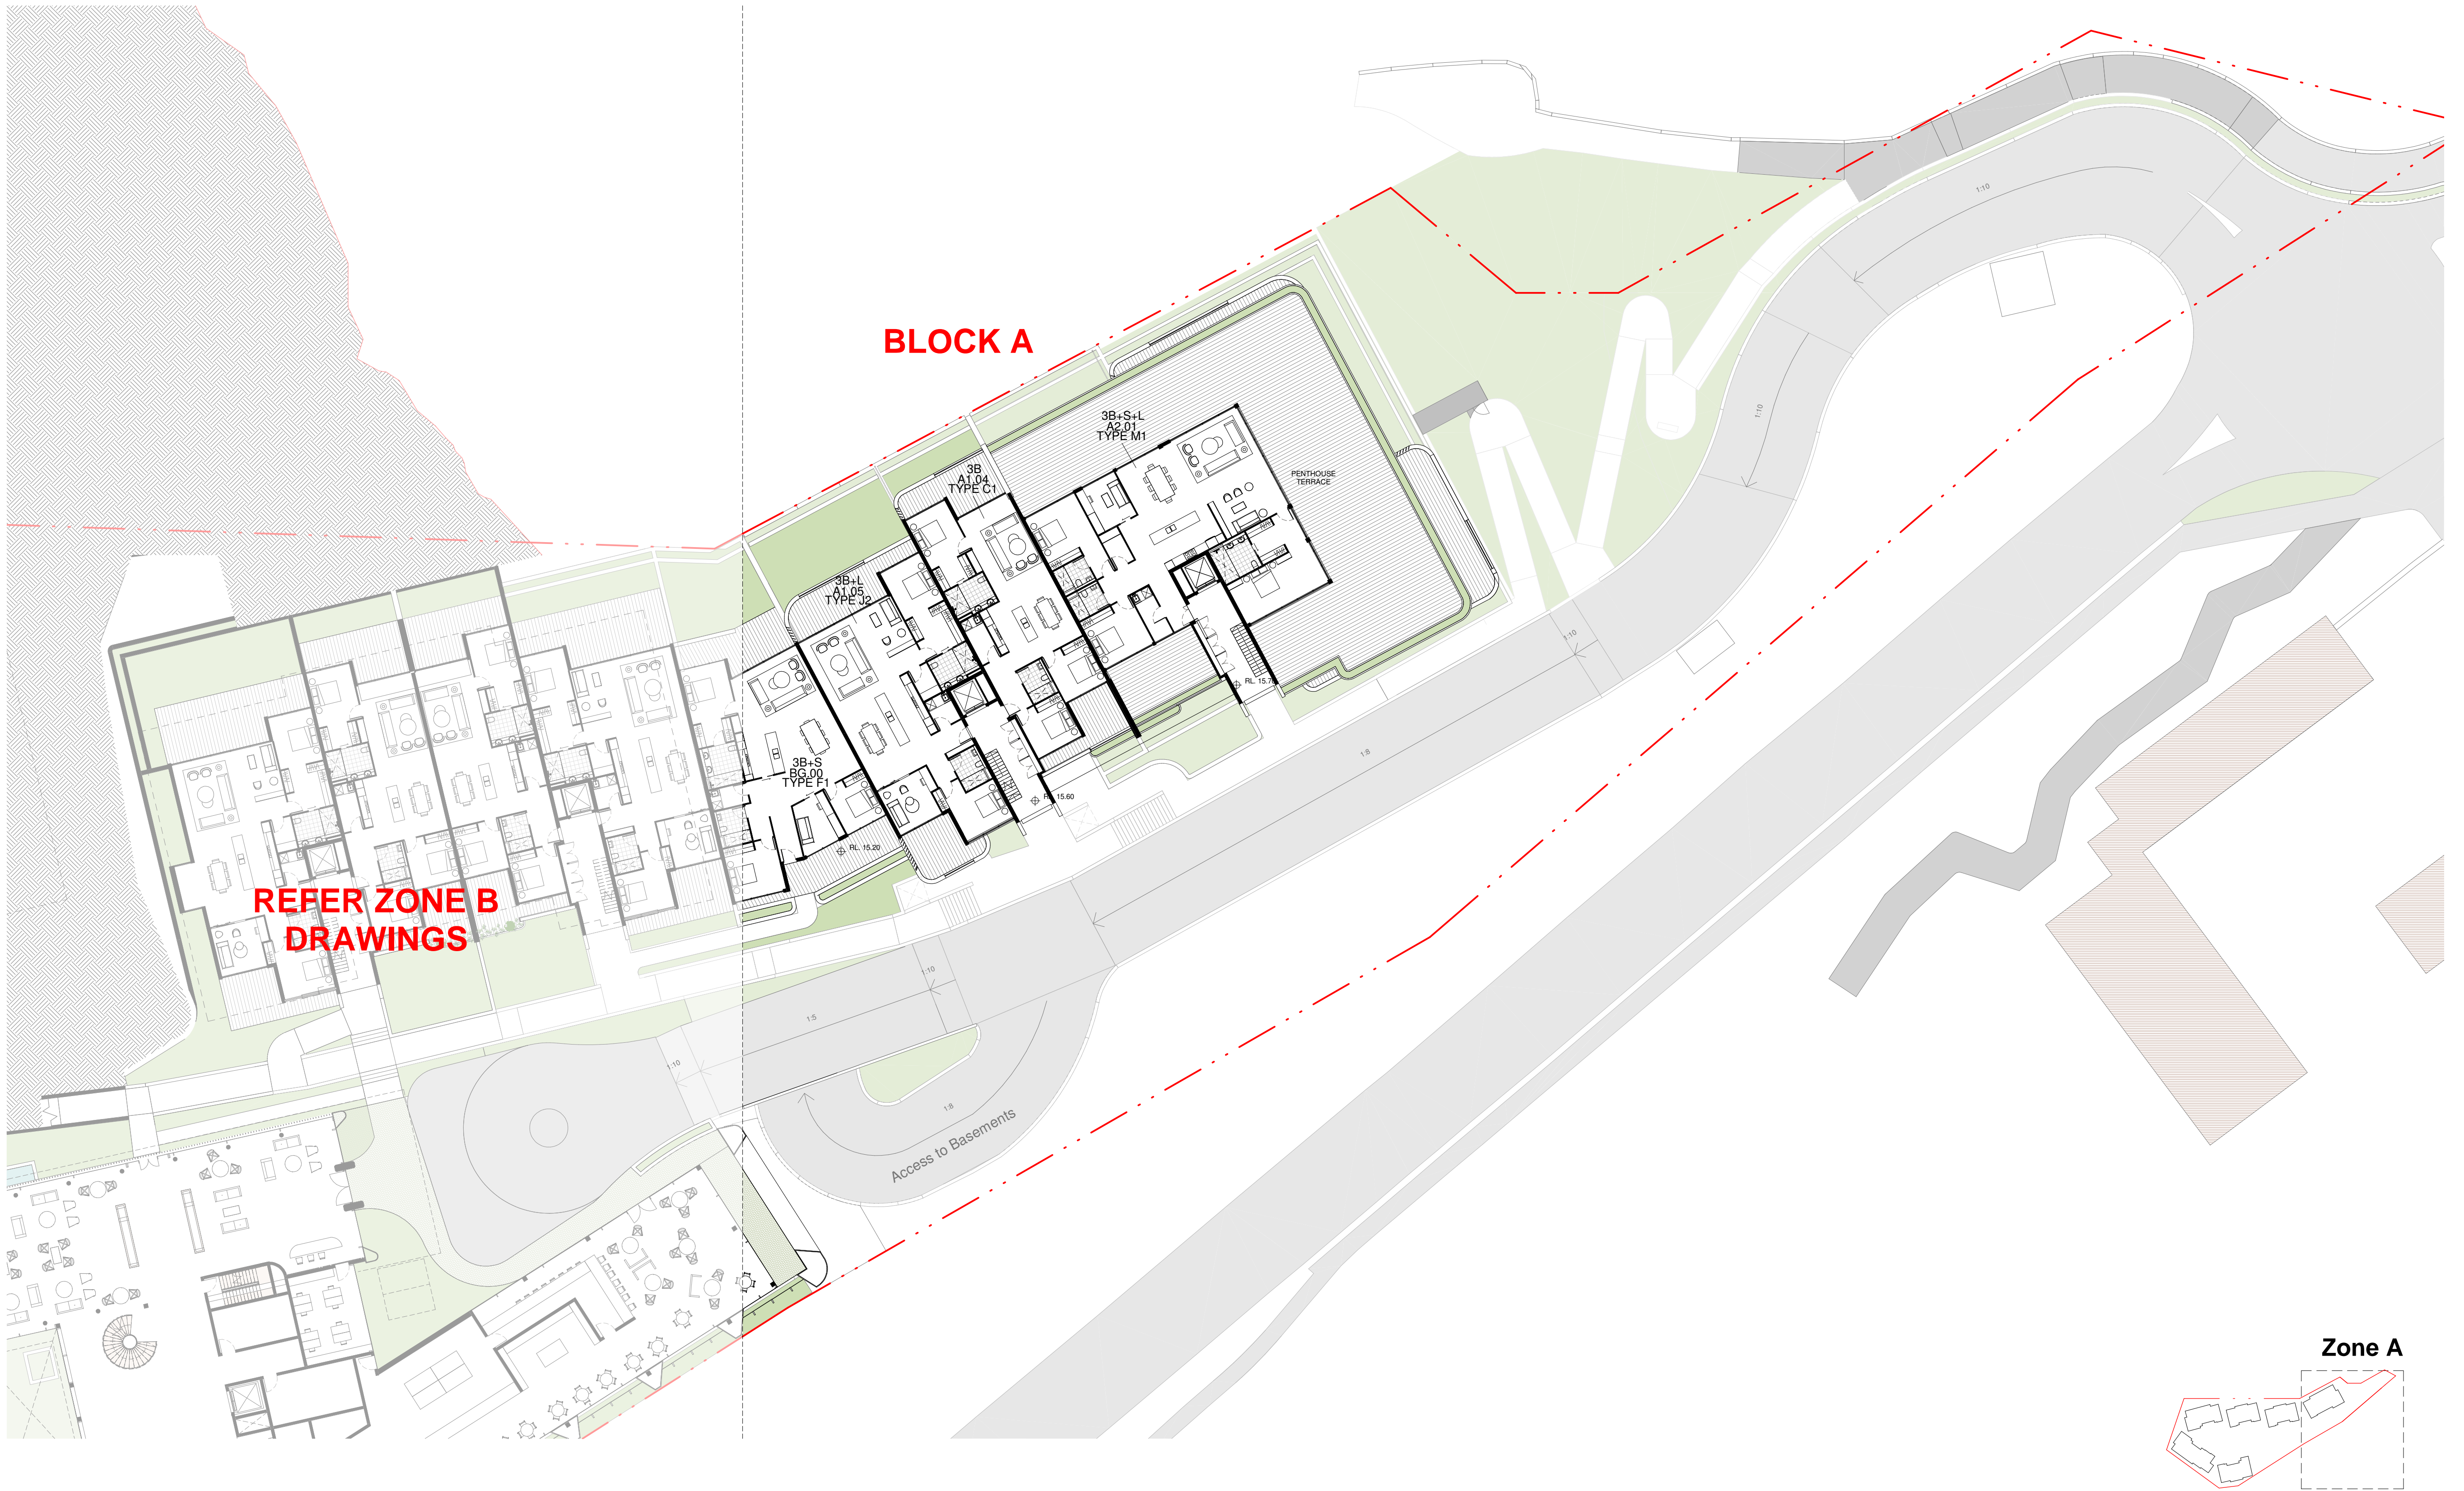 1:10
BLOCK A
1:10
3B+S+L
A2.01
TYPE M1
3B
A1.04
TYPE C1
PENTHOUSE
TERRACE
3B+L
A1.05
TYPE J2
1:10
1:8
3B+S
BG.00
TYPE F1
RL. 15.60
RL. 15.20
REFER ZONE B
DRAWINGS
1:10
1:5
1:10
1:8
Access to Basements
Zone A